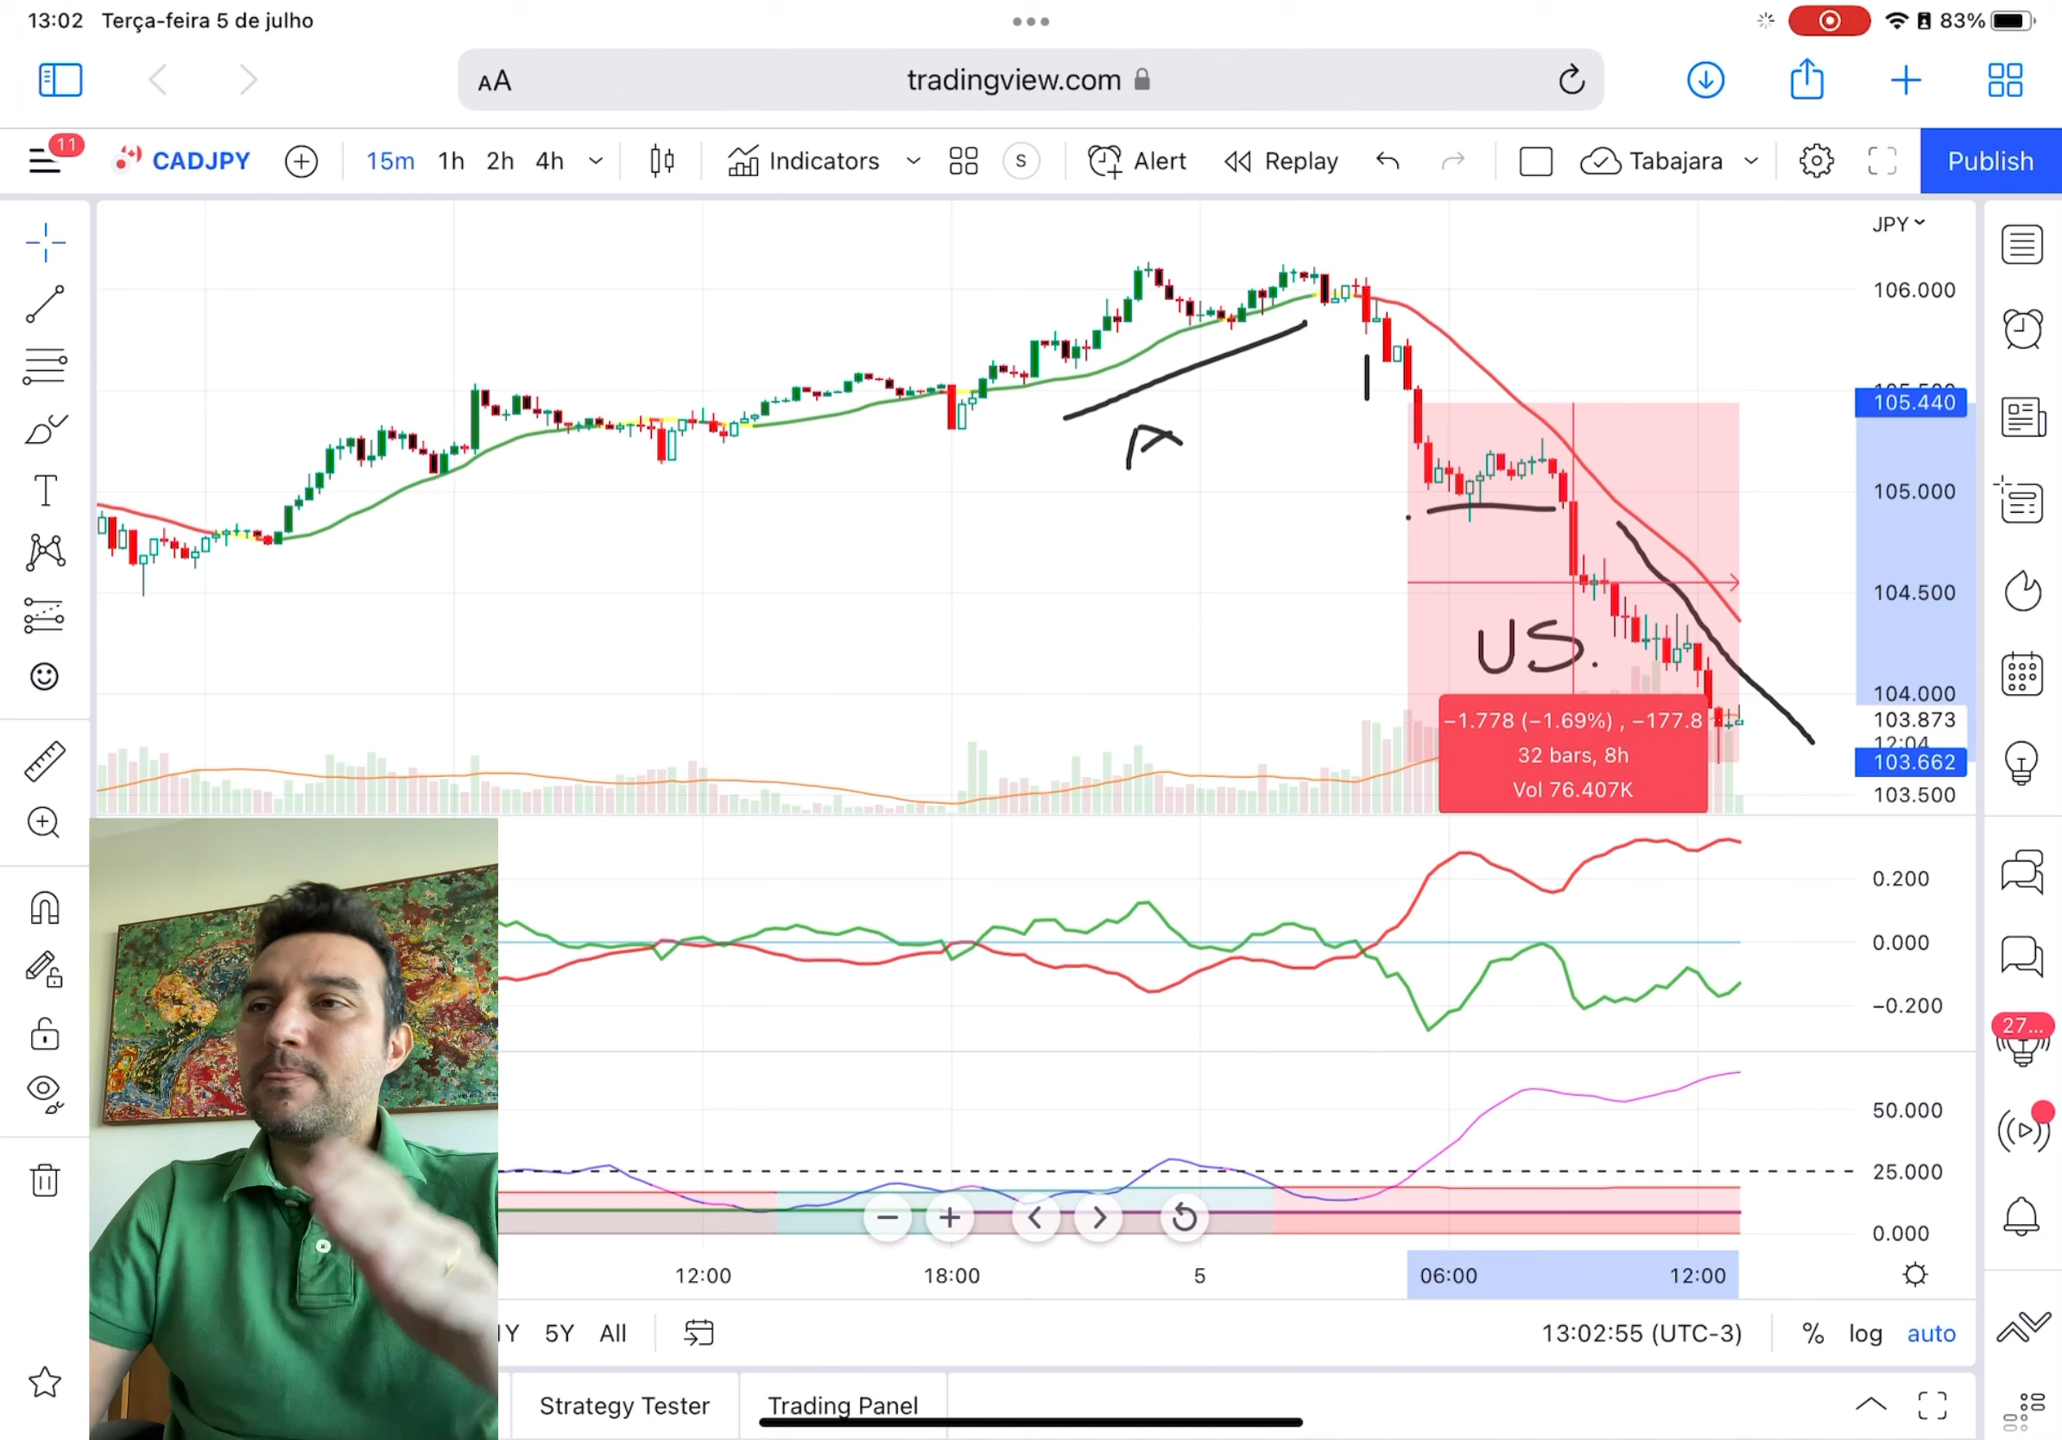 13:02 Terça-feira 5 de julho
83%
AA tradingview.com
11 CADJPY 15m 1h 2h 4h Indicators S Alert Replay Tabajara Publish
JPY
106.000
105.500
105.440
105.000
104.500
104.000
103.873
12:04
103.662
103.500
US.
−1.778 (−1.69%) , −177.8
32 bars, 8h
Vol 76.407K
0.200
0.000
−0.200
27...
50.000
25.000
0.000
12:00 18:00 5 06:00 12:00
5Y All 13:02:55 (UTC-3) % log auto
Strategy Tester Trading Panel